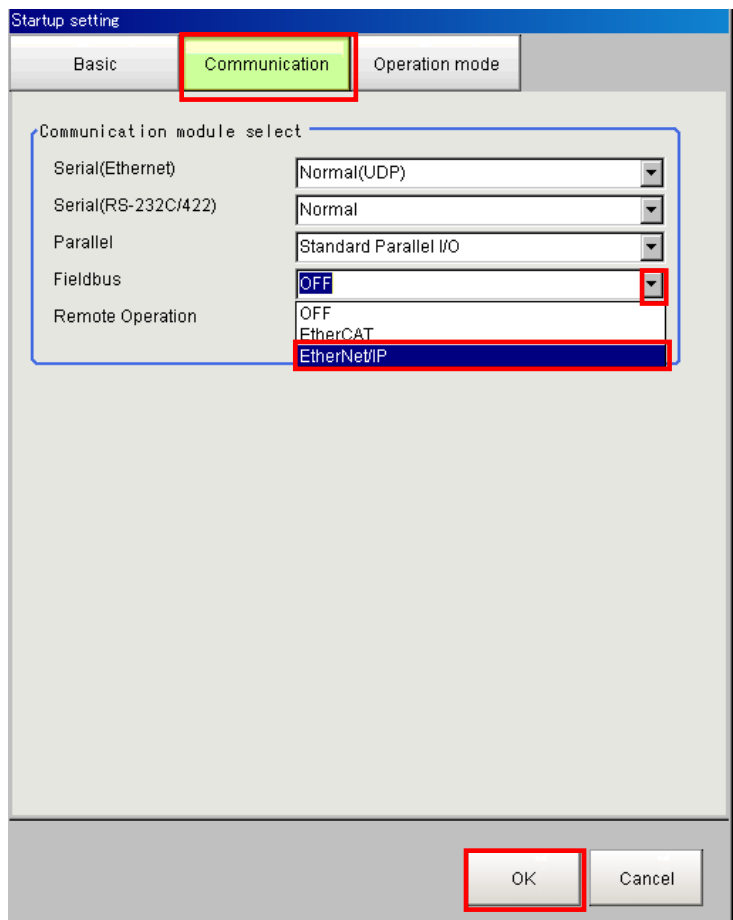 Startup setting
Basic Communication Operation mode
Communication module select
Serial(Ethernet) Normal(UDP)
Serial(RS-232C/422) Normal
Parallel Standard Parallel I/O
Fieldbus OFF
Remote Operation OFF
EtherCAT
EtherNet/IP
OK Cancel